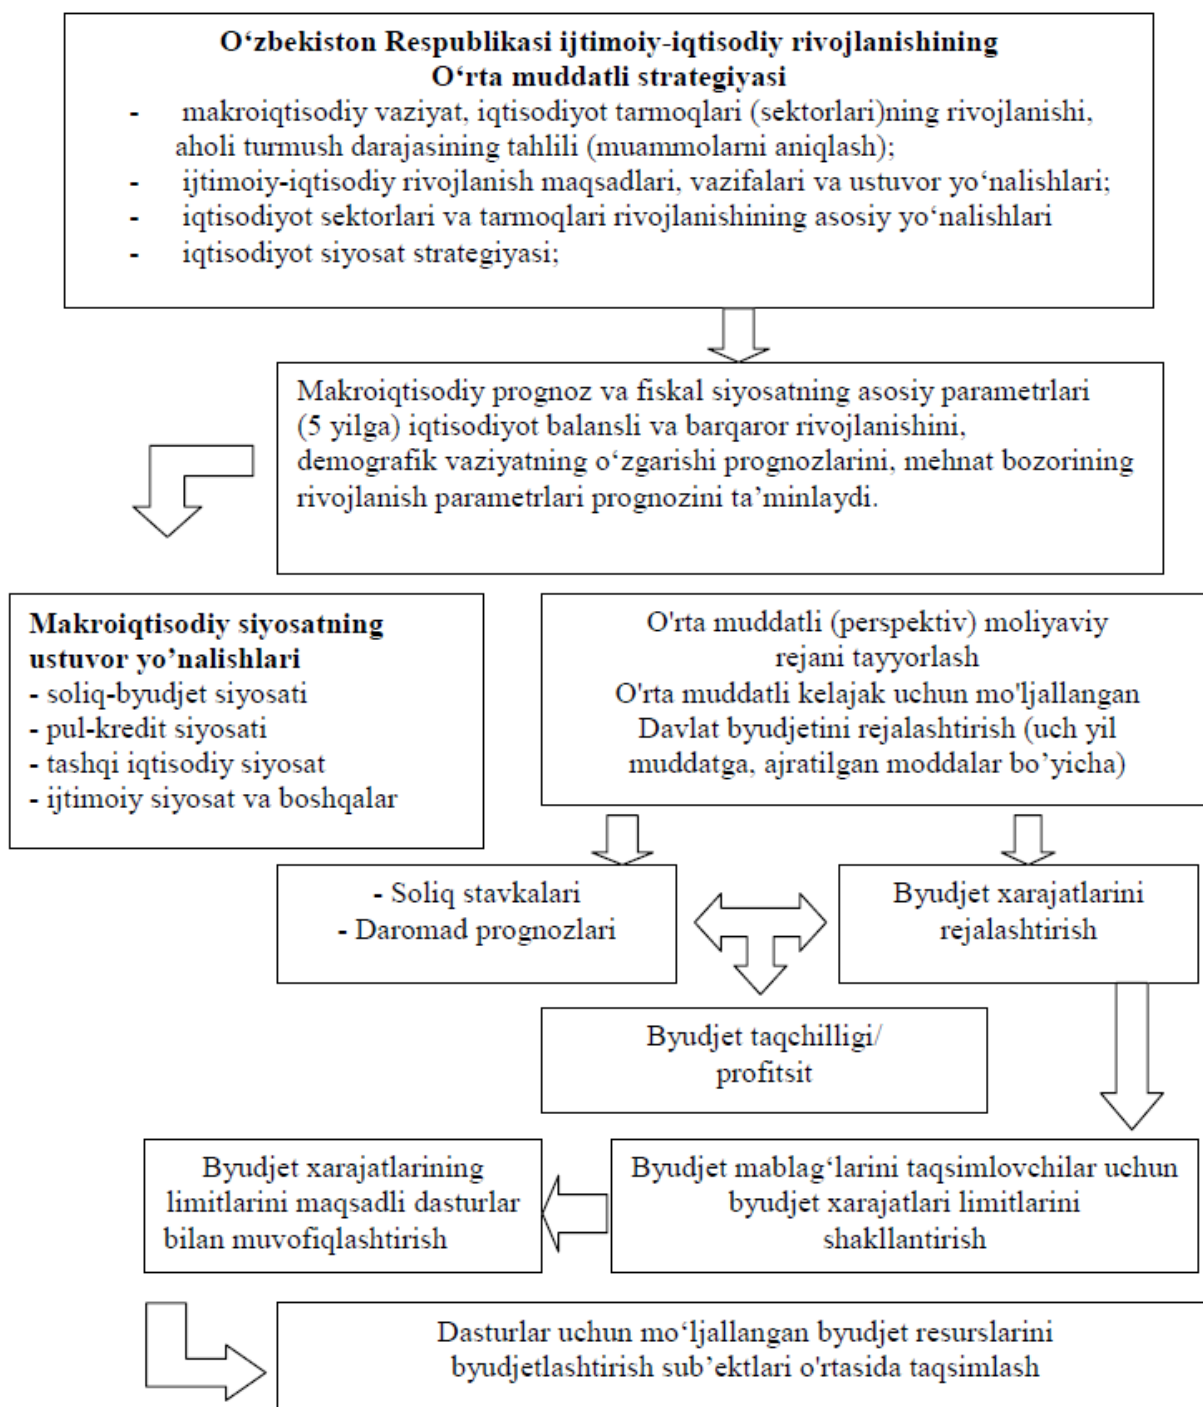 O‘zbekiston Respublikasi ijtimoiy-iqtisodiy rivojlanishining
O‘rta muddatli strategiyasi
- makroiqtisodiy vaziyat, iqtisodiyot tarmoqlari (sektorlari)ning rivojlanishi,
aholi turmush darajasining tahlili (muammolarni aniqlash);
- ijtimoiy-iqtisodiy rivojlanish maqsadlari, vazifalari va ustuvor yo‘nalishlari;
- iqtisodiyot sektorlari va tarmoqlari rivojlanishining asosiy yo‘nalishlari
- iqtisodiyot siyosat strategiyasi;
Makroiqtisodiy prognoz va fiskal siyosatning asosiy parametrlari
(5 yilga) iqtisodiyot balansli va barqaror rivojlanishini,
demografik vaziyatning o‘zgarishi prognozlarini, mehnat bozorining
rivojlanish parametrlari prognozini ta’minlaydi.
Makroiqtisodiy siyosatning
ustuvor yo’nalishlari
- soliq-byudjet siyosati
- pul-kredit siyosati
- tashqi iqtisodiy siyosat
- ijtimoiy siyosat va boshqalar
O'rta muddatli (perspektiv) moliyaviy
rejani tayyorlash
O'rta muddatli kelajak uchun mo'ljallangan
Davlat byudjetini rejalashtirish (uch yil
muddatga, ajratilgan moddalar bo’yicha)
- Soliq stavkalari
- Daromad prognozlari
Byudjet xarajatlarini
rejalashtirish
Byudjet taqchilligi/
profitsit
Byudjet xarajatlarining
limitlarini maqsadli dasturlar
bilan muvofiqlashtirish
Byudjet mablag‘larini taqsimlovchilar uchun
byudjet xarajatlari limitlarini
shakllantirish
Dasturlar uchun mo‘ljallangan byudjet resurslarini
byudjetlashtirish sub’ektlari o'rtasida taqsimlash